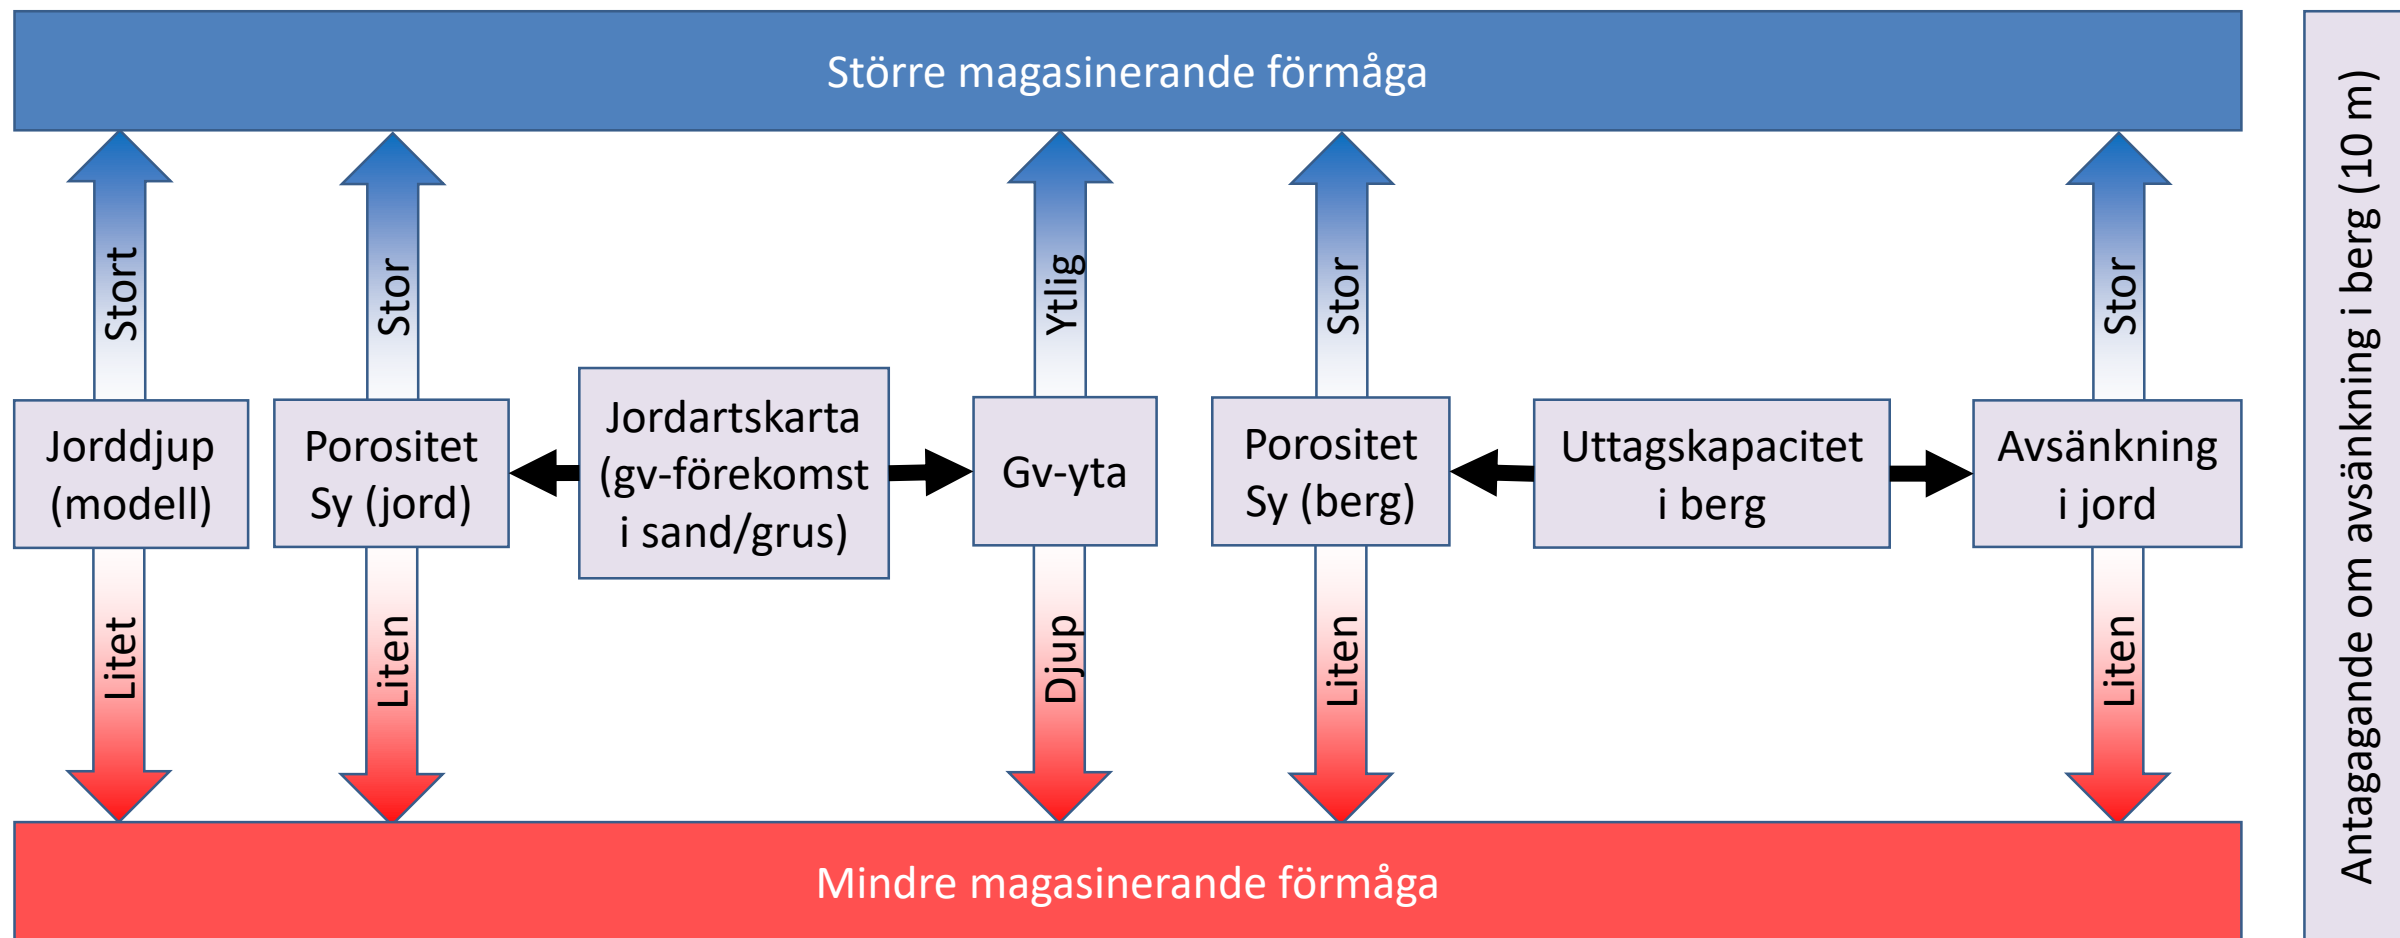 Större magasinerande förmåga
Stort
Stor
Ytlig
Stor
Stor
Jorddjup
(modell)
Porositet
Sy (jord)
Jordartskarta
(gv-förekomst
i sand/grus)
Gv-yta
Porositet
Sy (berg)
Uttagskapacitet
i berg
Avsänkning
i jord
Litet
Liten
Djup
Liten
Liten
Mindre magasinerande förmåga
Antagagande om avsänkning i berg (10 m)